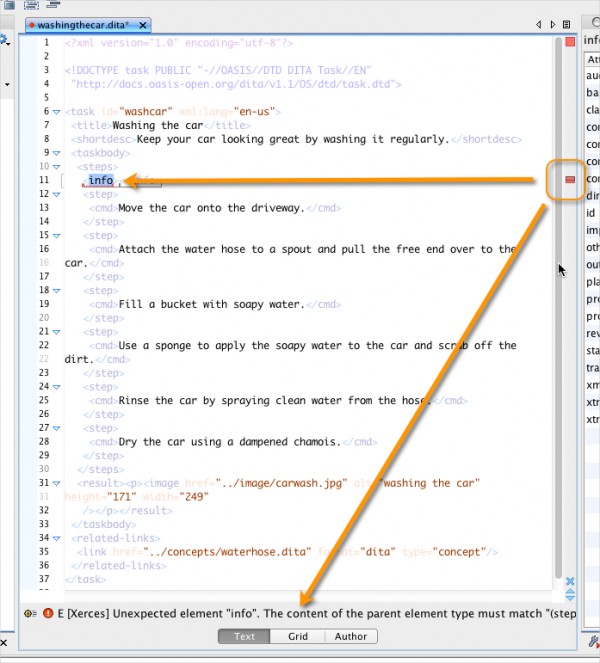 washingthecar.dita*
1 <?xml version="1.0" encoding="utf-8"?>
2
3 <!DOCTYPE task PUBLIC "-//OASIS//DTD DITA Task//EN"
4 "http://docs.oasis-open.org/dita/v1.1/OS/dtd/task.dtd">
5
6 <task id="washcar" xml:lang="en-us">
7 <title>Washing the car</title>
8 <shortdesc>Keep your car looking great by washing it regularly.</shortdesc>
9 <taskbody>
10 <steps>
11 info
12 <step>
13 <cmd>Move the car onto the driveway.</cmd>
14 </step>
15 <step>
16 <cmd>Attach the water hose to a spout and pull the free end over to the
16 car.</cmd>
17 </step>
18 <step>
19 <cmd>Fill a bucket with soapy water.</cmd>
20 </step>
21 <step>
22 <cmd>Use a sponge to apply the soapy water to the car and scrub off the
22 dirt.</cmd>
23 </step>
24 <step>
25 <cmd>Rinse the car by spraying clean water from the hose.</cmd>
26 </step>
27 <step>
28 <cmd>Dry the car using a dampened chamois.</cmd>
29 </step>
30 </steps>
31 <result><p><image href="../image/carwash.jpg" alt="washing the car"
31 height="171" width="249"
32 /></p></result>
33 </taskbody>
34 <related-links>
35 <link href="../concepts/waterhose.dita" format="dita" type="concept"/>
36 </related-links>
37 </task>
E [Xerces] Unexpected element "info". The content of the parent element type must match "(step
Text Grid Author
info
At
au
ba
cla
co
co
co
di
id
im
oth
out
pla
pro
pro
rev
sta
tra
xm
xtr
xtr